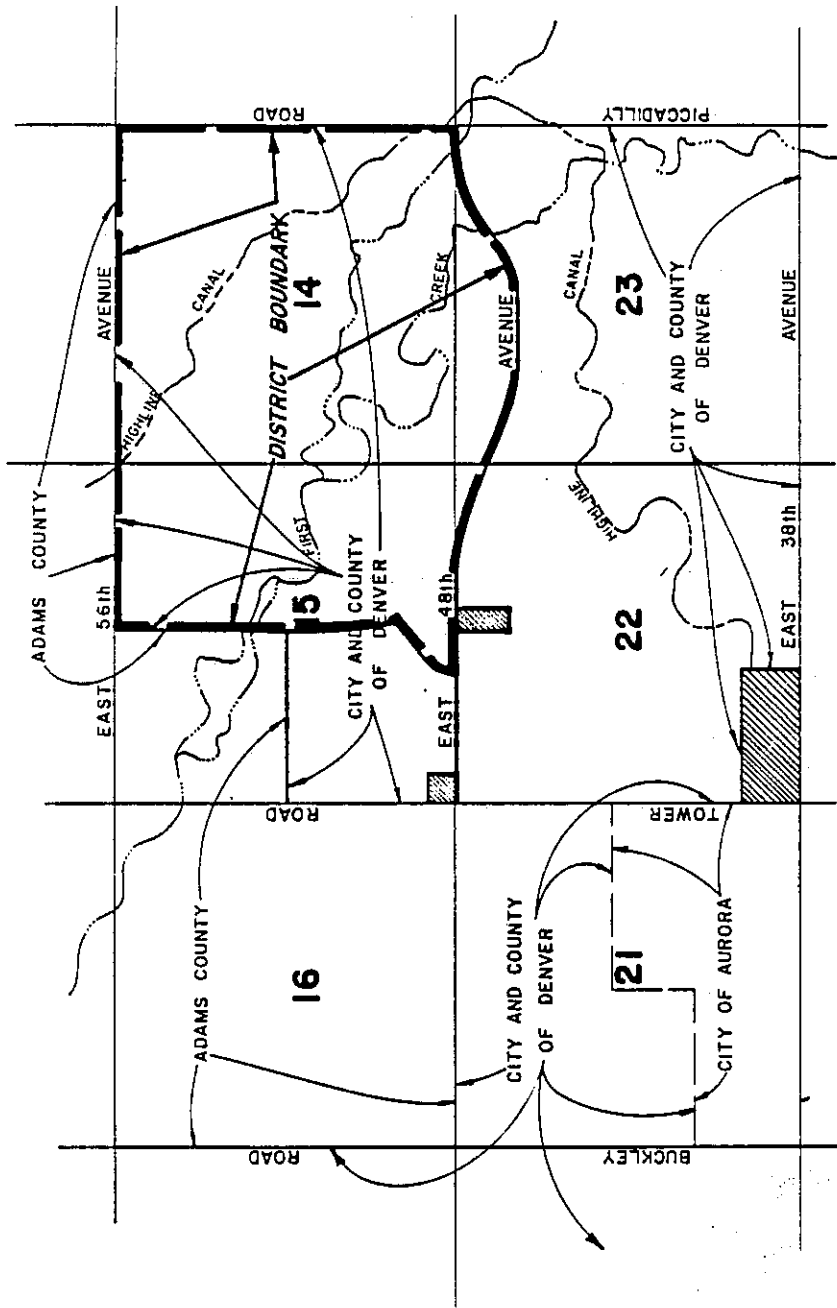 ADAMS COUNTY
EAST 56th AVENUE
HIGHLINE CANAL
ROAD
ROAD
ROAD
ADAMS COUNTY
DISTRICT BOUNDARY
16
15
14
FIRST CREEK
CITY AND COUNTY
OF DENVER
EAST 48th AVENUE
CITY AND COUNTY
OF DENVER
HIGHLINE CANAL
21
22
23
CITY AND COUNTY
OF DENVER
BUCKLEY
TOWER
PICCADILLY
CITY OF AURORA
EAST 38th AVENUE